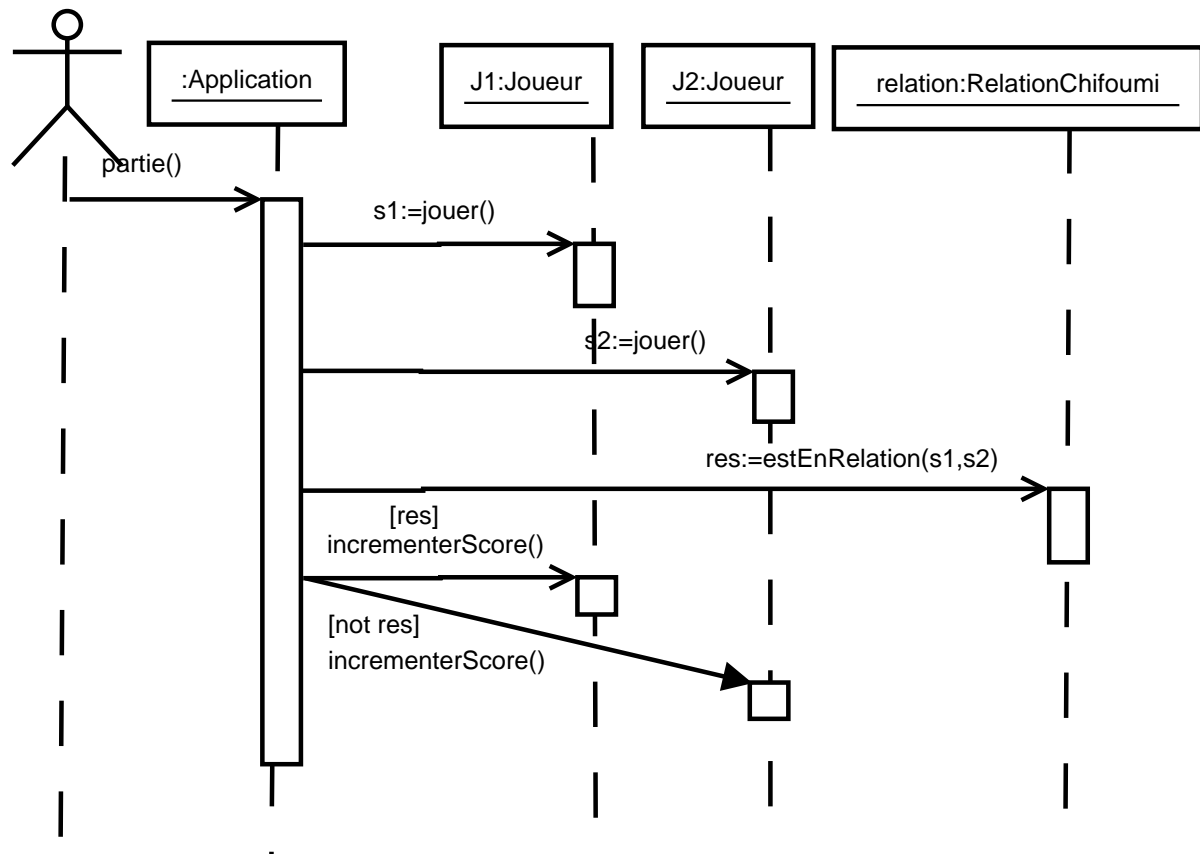 :Application
J1:Joueur
J2:Joueur
relation:RelationChifoumi
partie()
s1:=jouer()
s2:=jouer()
res:=estEnRelation(s1,s2)
[res]
incrementerScore()
[not res]
incrementerScore()